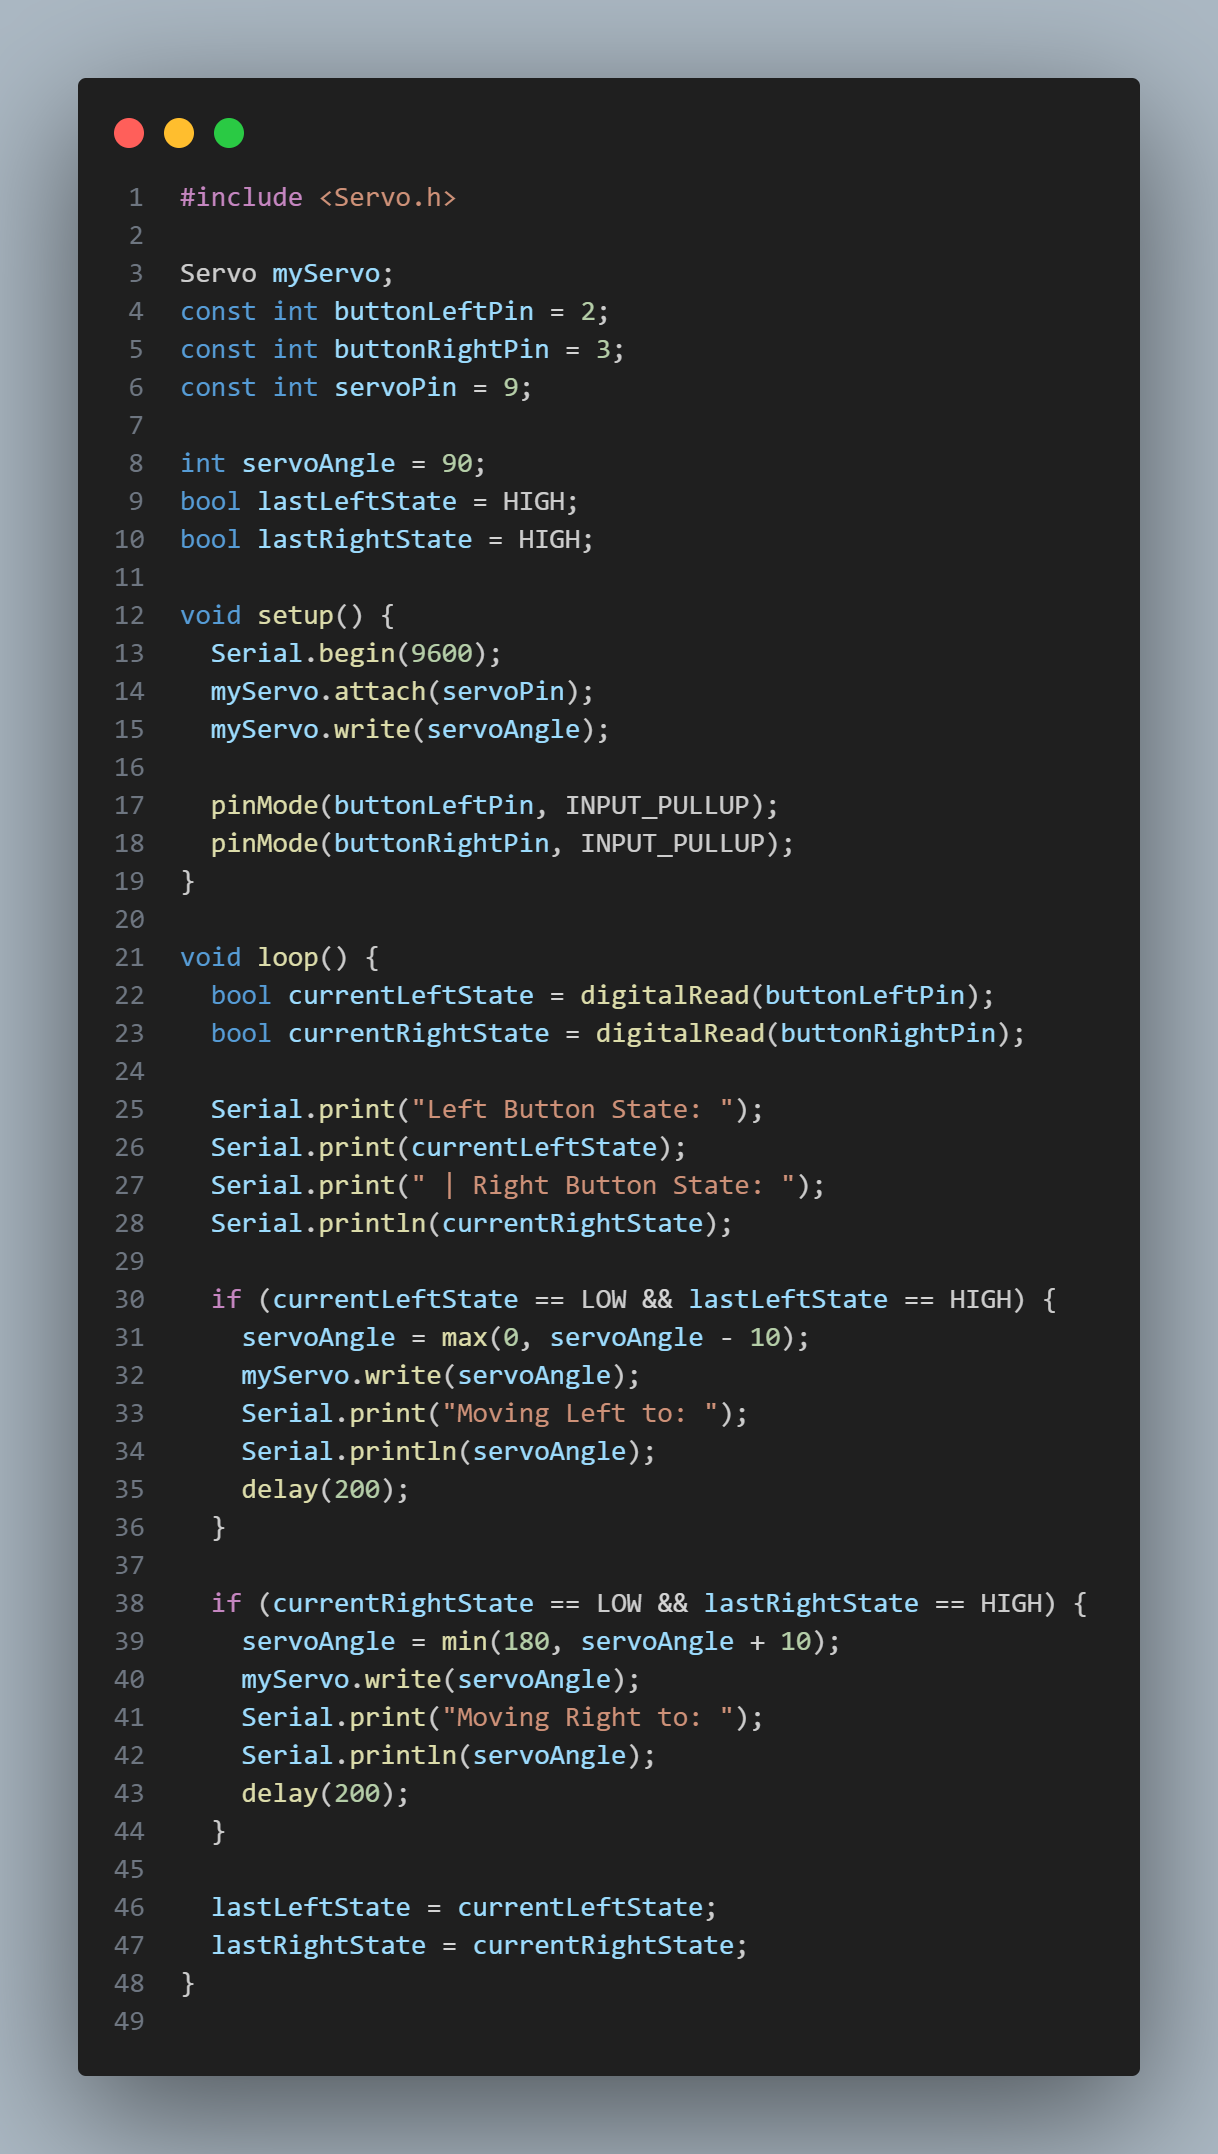 1 #include <Servo.h>
2
3 Servo myServo;
4 const int buttonLeftPin = 2;
5 const int buttonRightPin = 3;
6 const int servoPin = 9;
7
8 int servoAngle = 90;
9 bool lastLeftState = HIGH;
10 bool lastRightState = HIGH;
11
12 void setup() {
13   Serial.begin(9600);
14   myServo.attach(servoPin);
15   myServo.write(servoAngle);
16
17   pinMode(buttonLeftPin, INPUT_PULLUP);
18   pinMode(buttonRightPin, INPUT_PULLUP);
19 }
20
21 void loop() {
22   bool currentLeftState = digitalRead(buttonLeftPin);
23   bool currentRightState = digitalRead(buttonRightPin);
24
25   Serial.print("Left Button State: ");
26   Serial.print(currentLeftState);
27   Serial.print(" | Right Button State: ");
28   Serial.println(currentRightState);
29
30   if (currentLeftState == LOW && lastLeftState == HIGH) {
31     servoAngle = max(0, servoAngle - 10);
32     myServo.write(servoAngle);
33     Serial.print("Moving Left to: ");
34     Serial.println(servoAngle);
35     delay(200);
36   }
37
38   if (currentRightState == LOW && lastRightState == HIGH) {
39     servoAngle = min(180, servoAngle + 10);
40     myServo.write(servoAngle);
41     Serial.print("Moving Right to: ");
42     Serial.println(servoAngle);
43     delay(200);
44   }
45
46   lastLeftState = currentLeftState;
47   lastRightState = currentRightState;
48 }
49